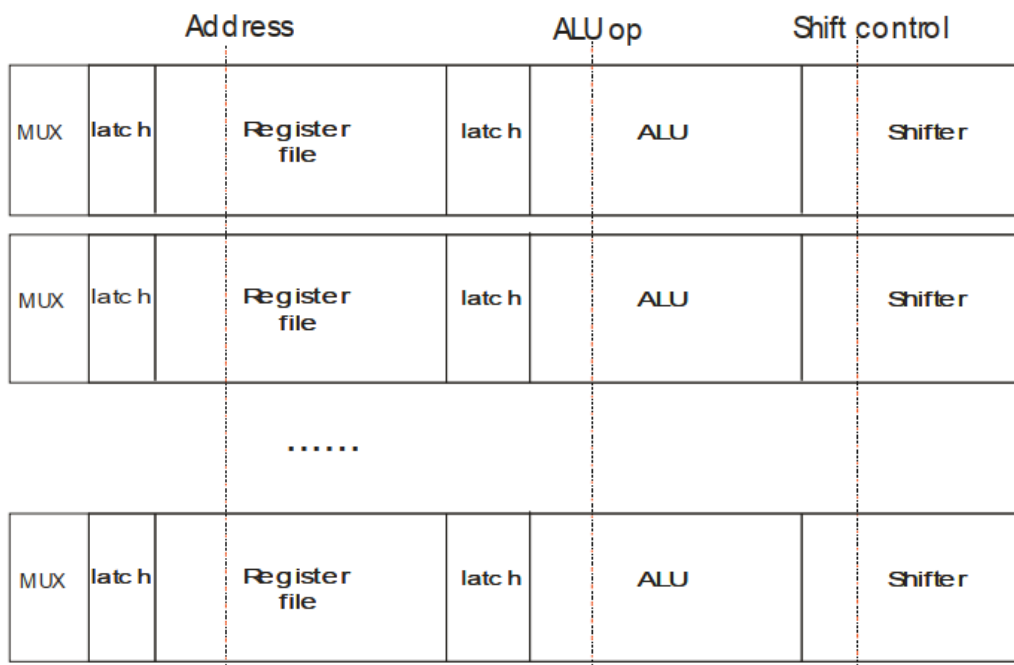 Address ALU op Shift control
MUX latch Register file latch ALU Shifter
MUX latch Register file latch ALU Shifter
......
MUX latch Register file latch ALU Shifter